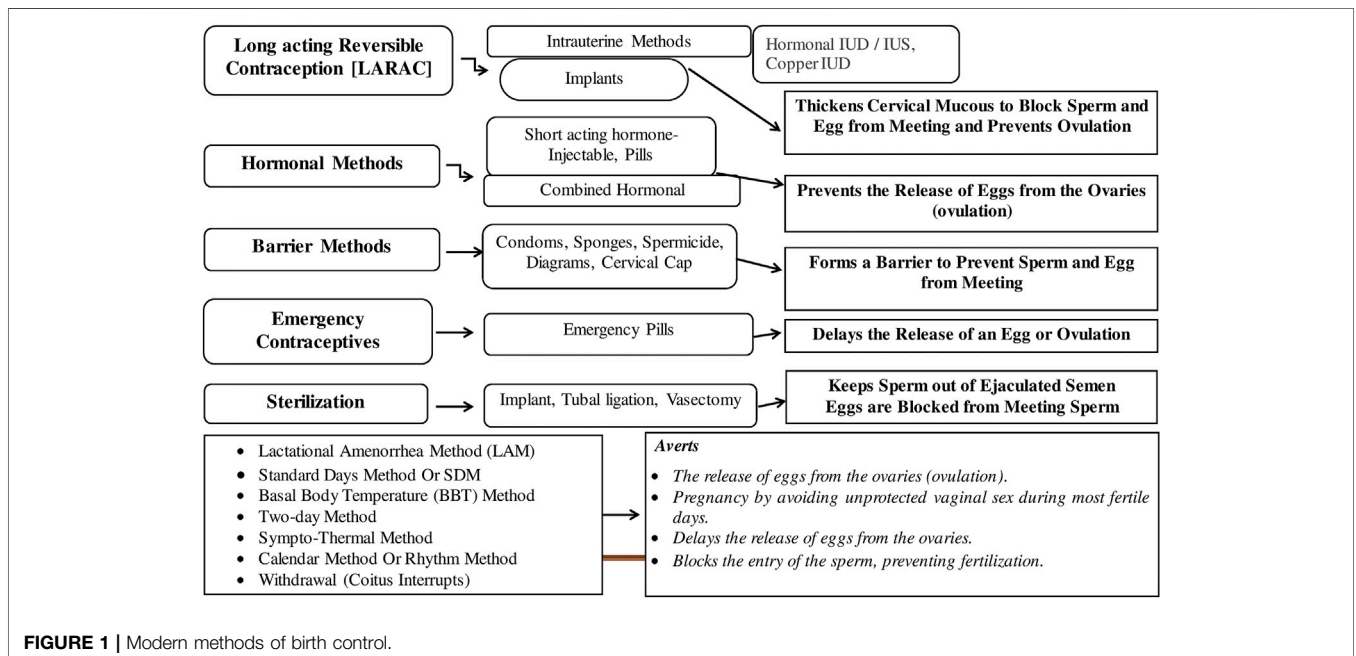 Long acting Reversible
Contraception [LARAC]
Intrauterine Methods
Hormonal IUD / IUS,
Copper IUD
Implants
Thickens Cervical Mucous to Block Sperm and
Egg from Meeting and Prevents Ovulation
Hormonal Methods
Short acting hormone-
Injectable, Pills
Combined Hormonal
Prevents the Release of Eggs from the Ovaries
(ovulation)
Barrier Methods
Condoms, Sponges, Spermicide,
Diagrams, Cervical Cap
Forms a Barrier to Prevent Sperm and Egg
from Meeting
Emergency
Contraceptives
Emergency Pills
Delays the Release of an Egg or Ovulation
Sterilization
Implant, Tubal ligation, Vasectomy
Keeps Sperm out of Ejaculated Semen
Eggs are Blocked from Meeting Sperm
• Lactational Amenorrhea Method (LAM)
• Standard Days Method Or SDM
• Basal Body Temperature (BBT) Method
• Two-day Method
• Sympto-Thermal Method
• Calendar Method Or Rhythm Method
• Withdrawal (Coitus Interrupts)
Averts
• The release of eggs from the ovaries (ovulation).
• Pregnancy by avoiding unprotected vaginal sex during most fertile
days.
• Delays the release of eggs from the ovaries.
• Blocks the entry of the sperm, preventing fertilization.
FIGURE 1 | Modern methods of birth control.